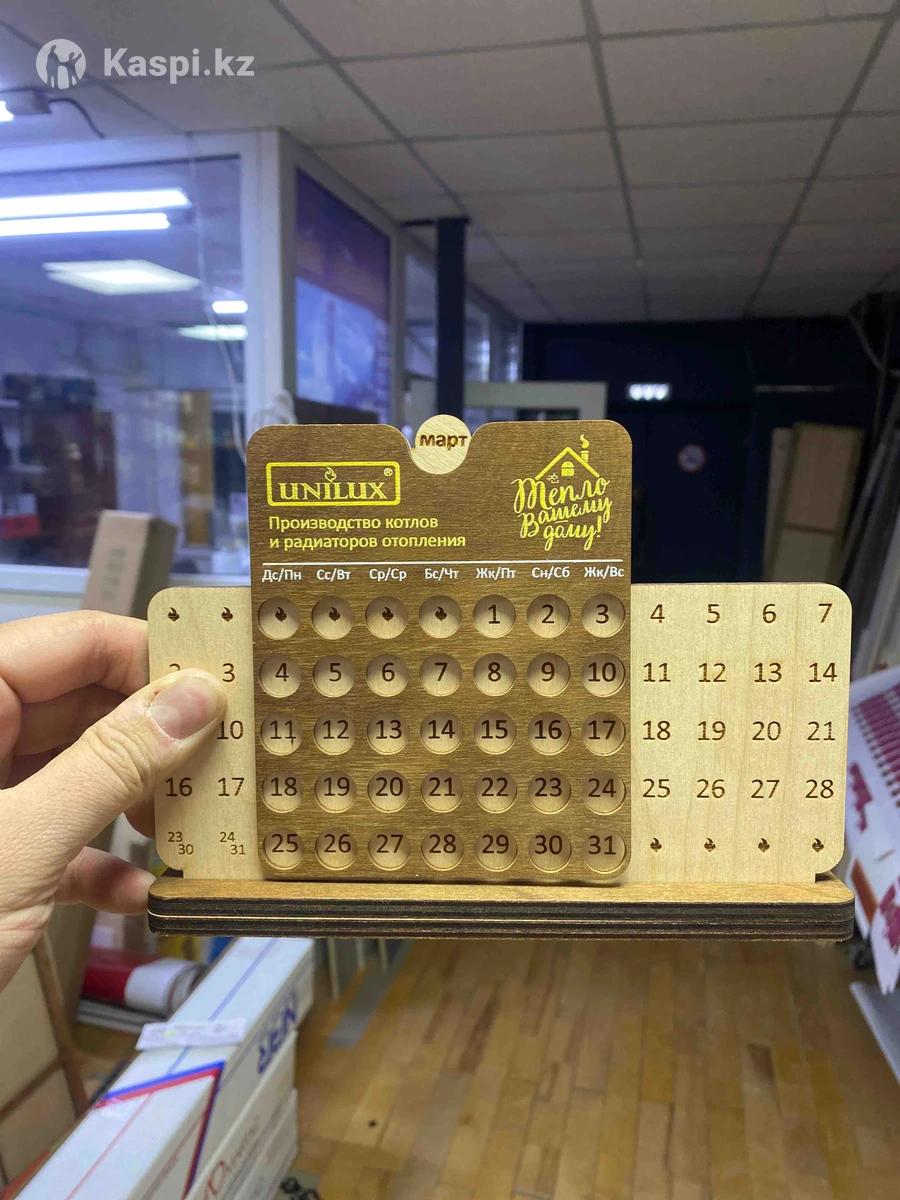 Kaspi.kz
март
UNILUX®
Тепло
Вашему
дому!
Производство котлов
и радиаторов отопления
Дс/Пн Сс/Вт Ср/Ср Бс/Чт Жк/Пт Сн/Сб Жк/Вс
1 2 3 4 5 6 7
3 4 5 6 7 8 9 10 11 12 13 14
10 11 12 13 14 15 16 17 18 19 20 21
16 17 18 19 20 21 22 23 24 25 26 27 28
23 30 24 31 25 26 27 28 29 30 31